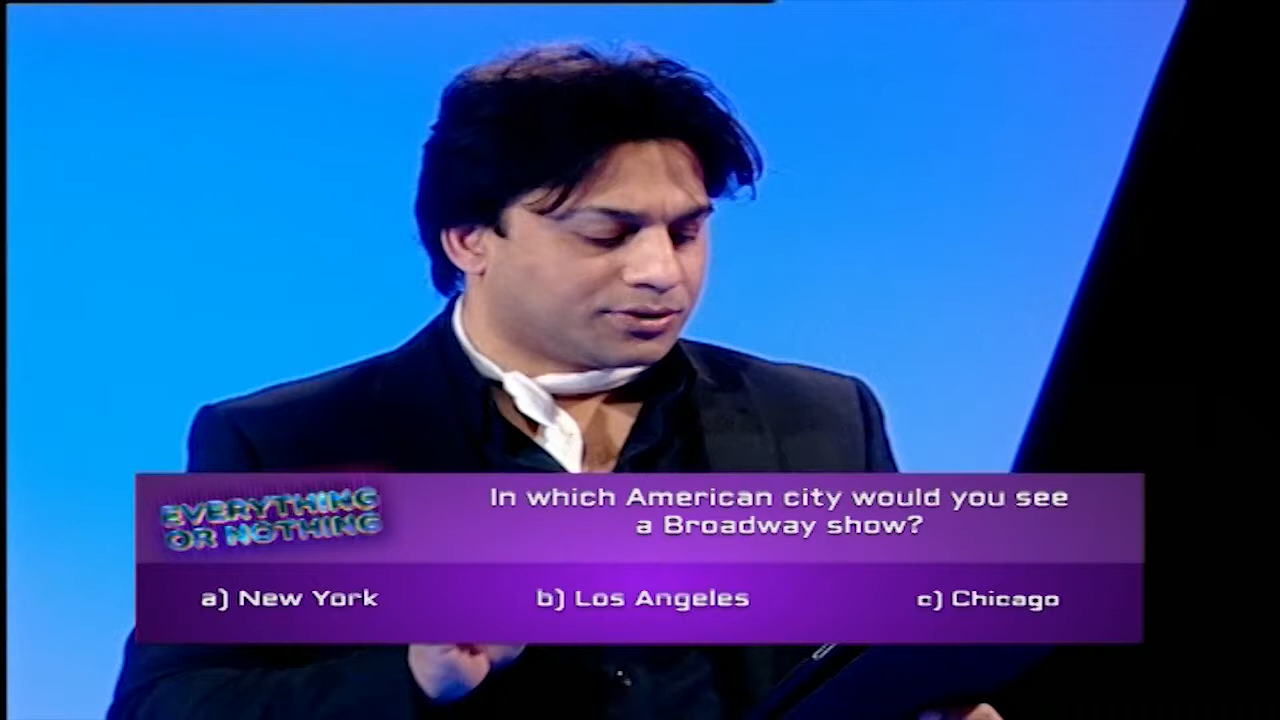 EVERYTHING
OR NOTHING
In which American city would you see
a Broadway show?
a) New York
b) Los Angeles
c) Chicago